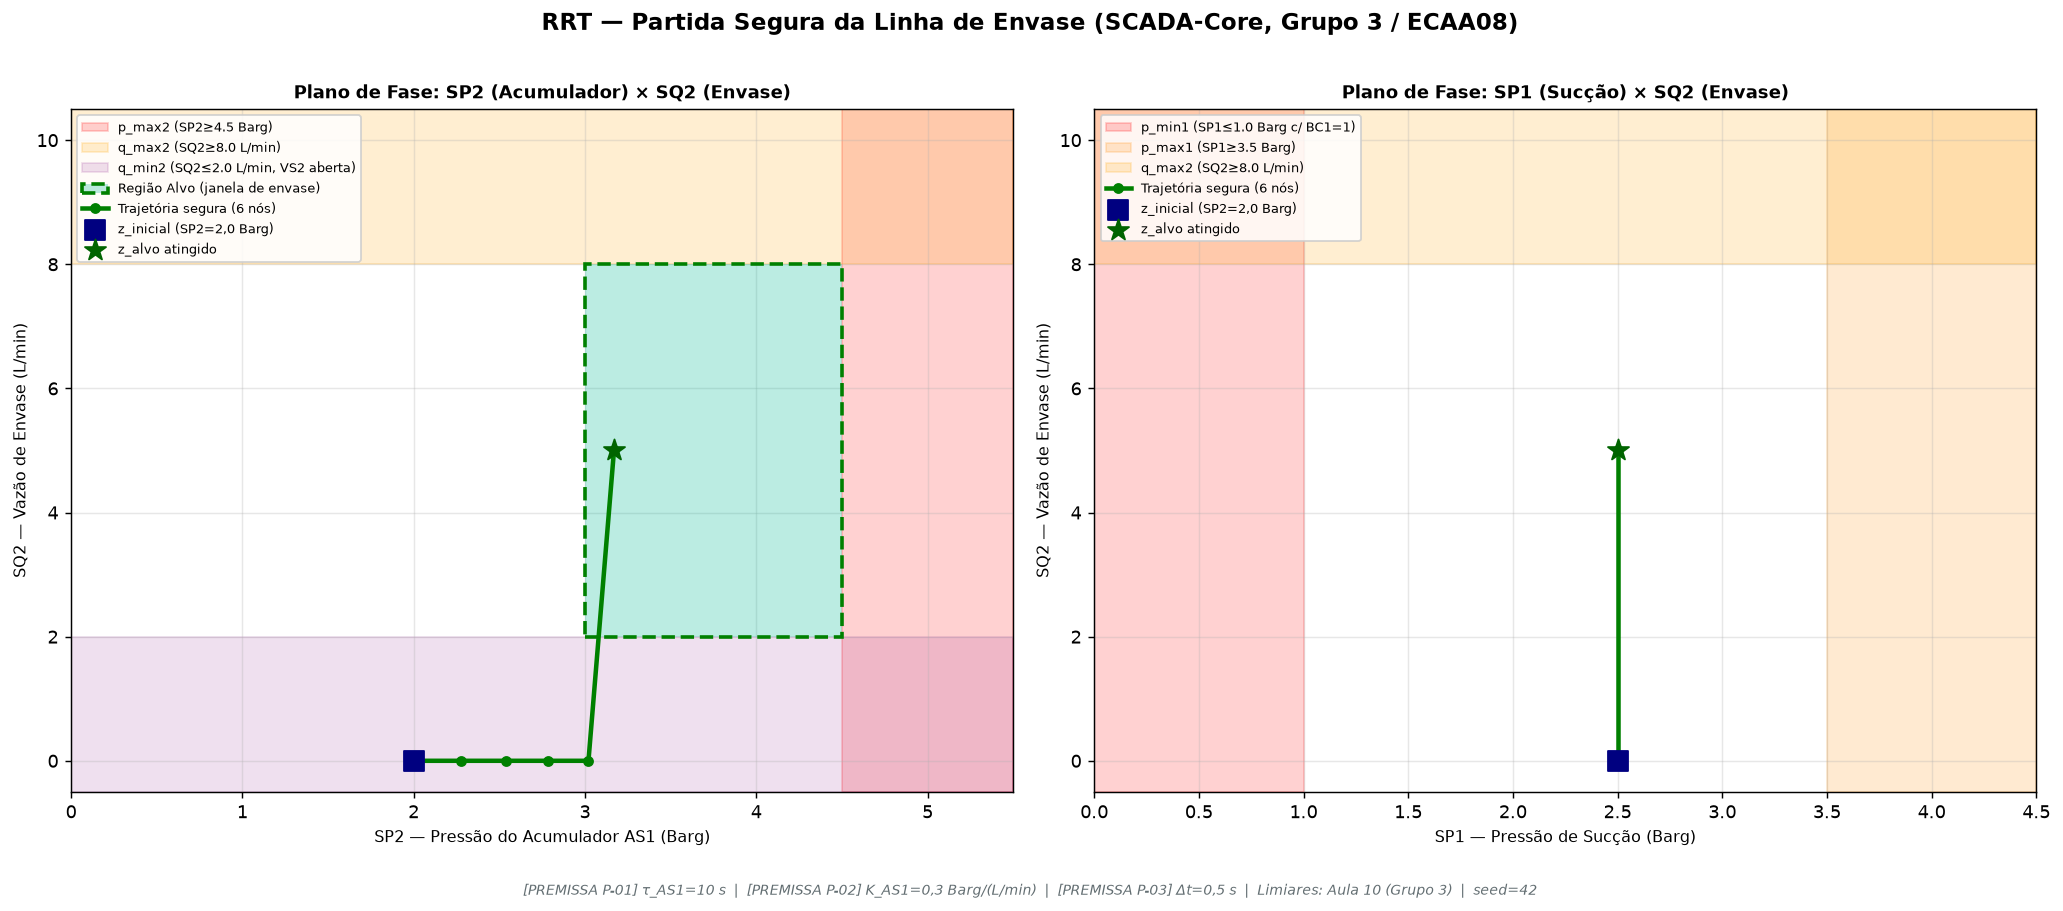 RRT — Partida Segura da Linha de Envase (SCADA-Core, Grupo 3 / ECAA08)
Plano de Fase: SP2 (Acumulador) × SQ2 (Envase)
p_max2 (SP2≥4.5 Barg)
q_max2 (SQ2≥8.0 L/min)
q_min2 (SQ2≤2.0 L/min, VS2 aberta)
Região Alvo (janela de envase)
Trajetória segura (6 nós)
z_inicial (SP2=2,0 Barg)
z_alvo atingido
10
8
6
4
2
0
SQ2 — Vazão de Envase (L/min)
0 1 2 3 4 5
SP2 — Pressão do Acumulador AS1 (Barg)
Plano de Fase: SP1 (Sucção) × SQ2 (Envase)
p_min1 (SP1≤1.0 Barg c/ BC1=1)
p_max1 (SP1≥3.5 Barg)
q_max2 (SQ2≥8.0 L/min)
Trajetória segura (6 nós)
z_inicial (SP2=2,0 Barg)
z_alvo atingido
10
8
6
4
2
0
SQ2 — Vazão de Envase (L/min)
0.0 0.5 1.0 1.5 2.0 2.5 3.0 3.5 4.0 4.5
SP1 — Pressão de Sucção (Barg)
[PREMISSA P-01] τ_AS1=10 s | [PREMISSA P-02] K_AS1=0,3 Barg/(L/min) | [PREMISSA P-03] Δt=0,5 s | Limiares: Aula 10 (Grupo 3) | seed=42